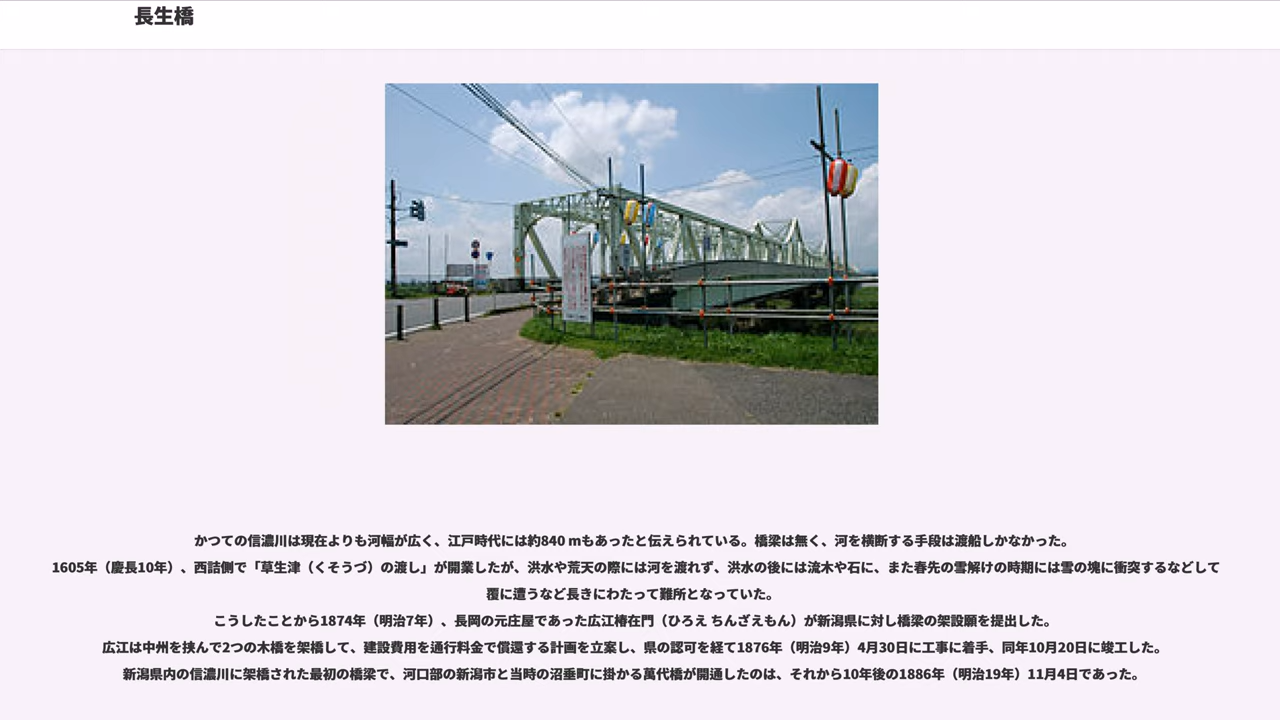 長生橋
かつての信濃川は現在よりも河幅が広く、江戸時代には約840 mもあったと伝えられている。橋梁は無く、河を横断する手段は渡船しかなかった。
1605年（慶長10年）、西詰側で「草生津（くそうづ）の渡し」が開業したが、洪水や荒天の際には河を渡れず、洪水の後には流木や石に、また春先の雪解けの時期には雪の塊に衝突するなどして
覆に遭うなど長きにわたって難所となっていた。
こうしたことから1874年（明治7年）、長岡の元庄屋であった広江椿在門（ひろえ ちんざえもん）が新潟県に対し橋梁の架設願を提出した。
広江は中州を挟んで2つの木橋を架橋して、建設費用を通行料金で償還する計画を立案し、県の認可を経て1876年（明治9年）4月30日に工事に着手、同年10月20日に竣工した。
新潟県内の信濃川に架橋された最初の橋梁で、河口部の新潟市と当時の沼垂町に掛かる萬代橋が開通したのは、それから10年後の1886年（明治19年）11月4日であった。